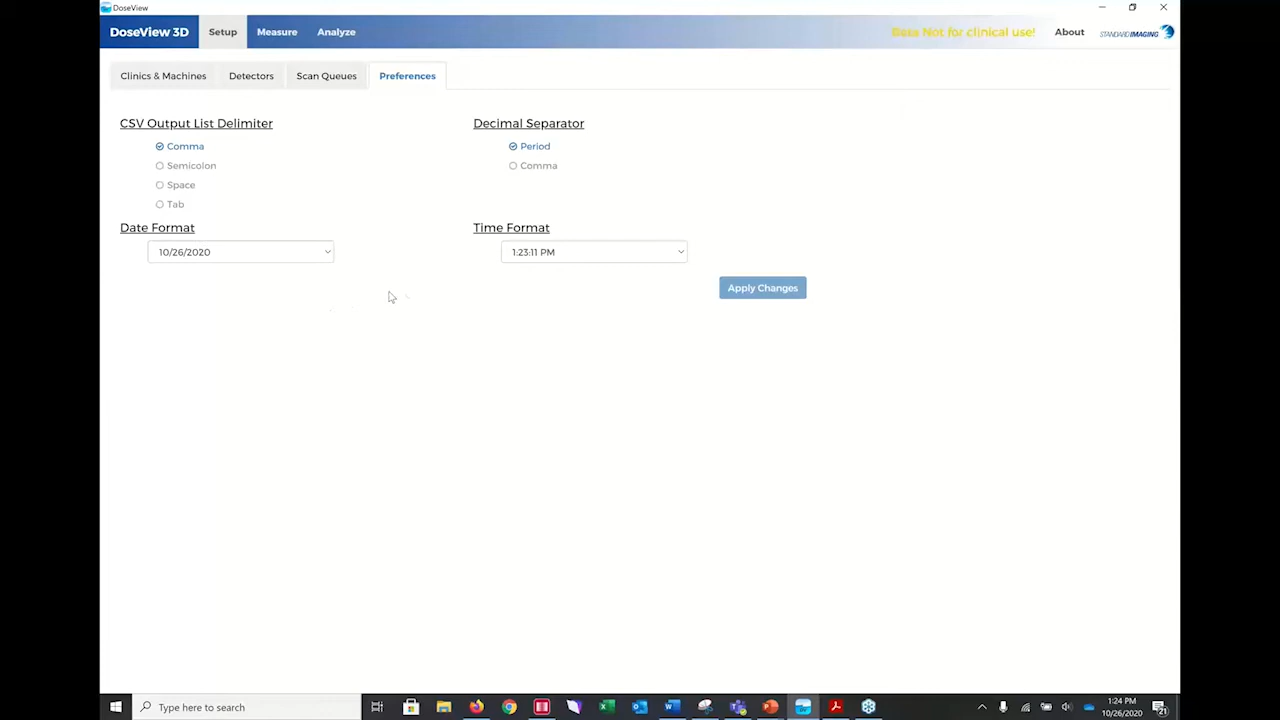 DoseView
DoseView 3D
Setup
Measure
Analyze
Not for clinical use!
About
STANDARD IMAGING
Clinics & Machines
Detectors
Scan Queues
Preferences
CSV Output List Delimiter
Decimal Separator
Comma
Period
Semicolon
Comma
Space
Tab
Date Format
Time Format
10/26/2020
1:23:11 PM
Apply Changes
Type here to search
1:24 PM
10/26/2020
21